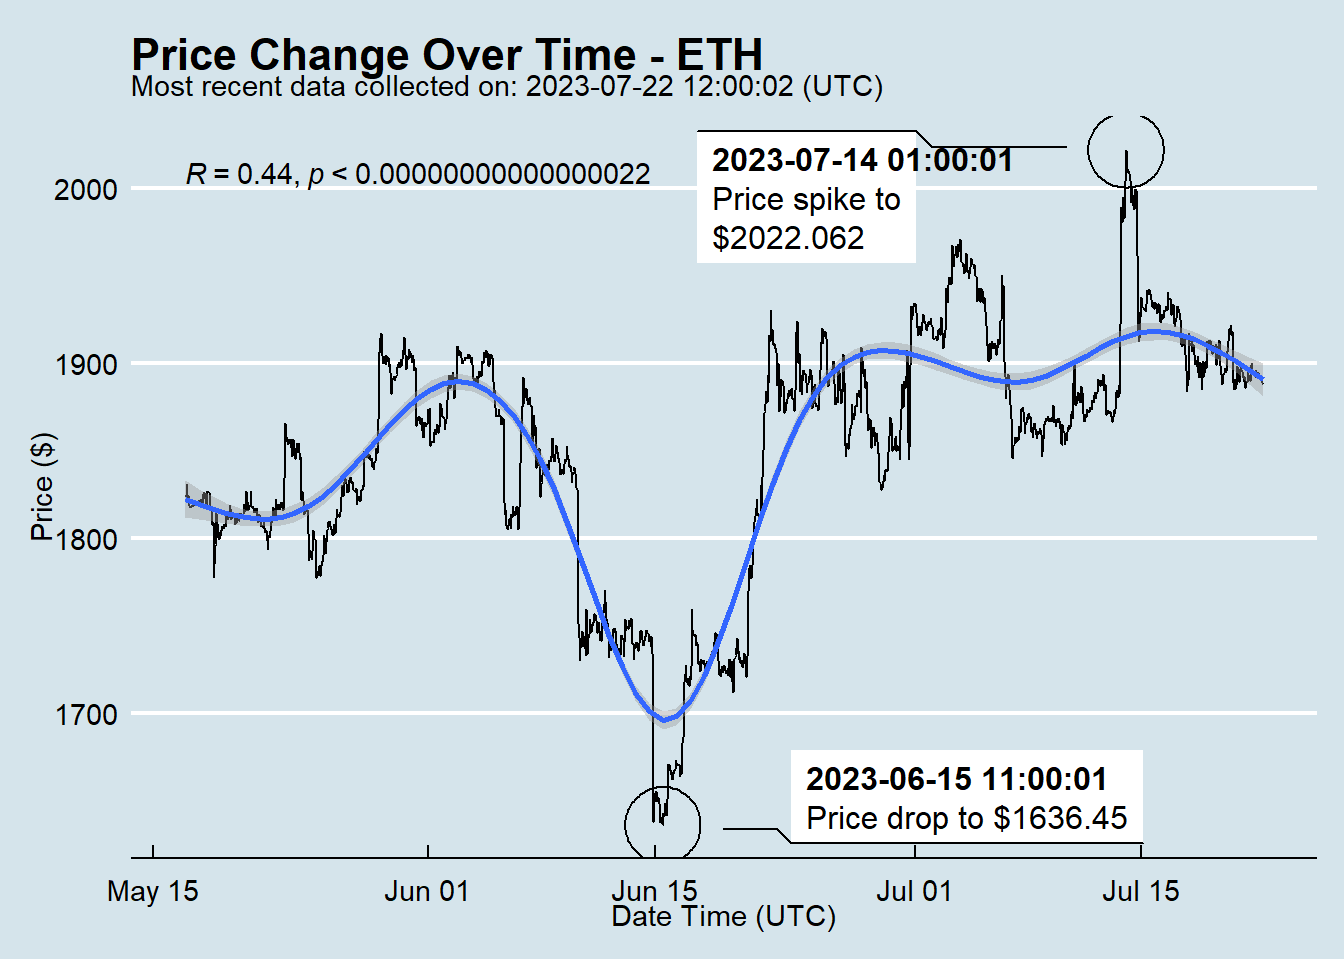 Price Change Over Time - ETH
Most recent data collected on: 2023-07-22 12:00:02 (UTC)
R = 0.44, p < 0.00000000000000022
2023-07-14 01:00:01
Price spike to
$2022.062
2000
1900
1800
1700
Price ($)
2023-06-15 11:00:01
Price drop to $1636.45
May 15
Jun 01
Jun 15
Jul 01
Jul 15
Date Time (UTC)